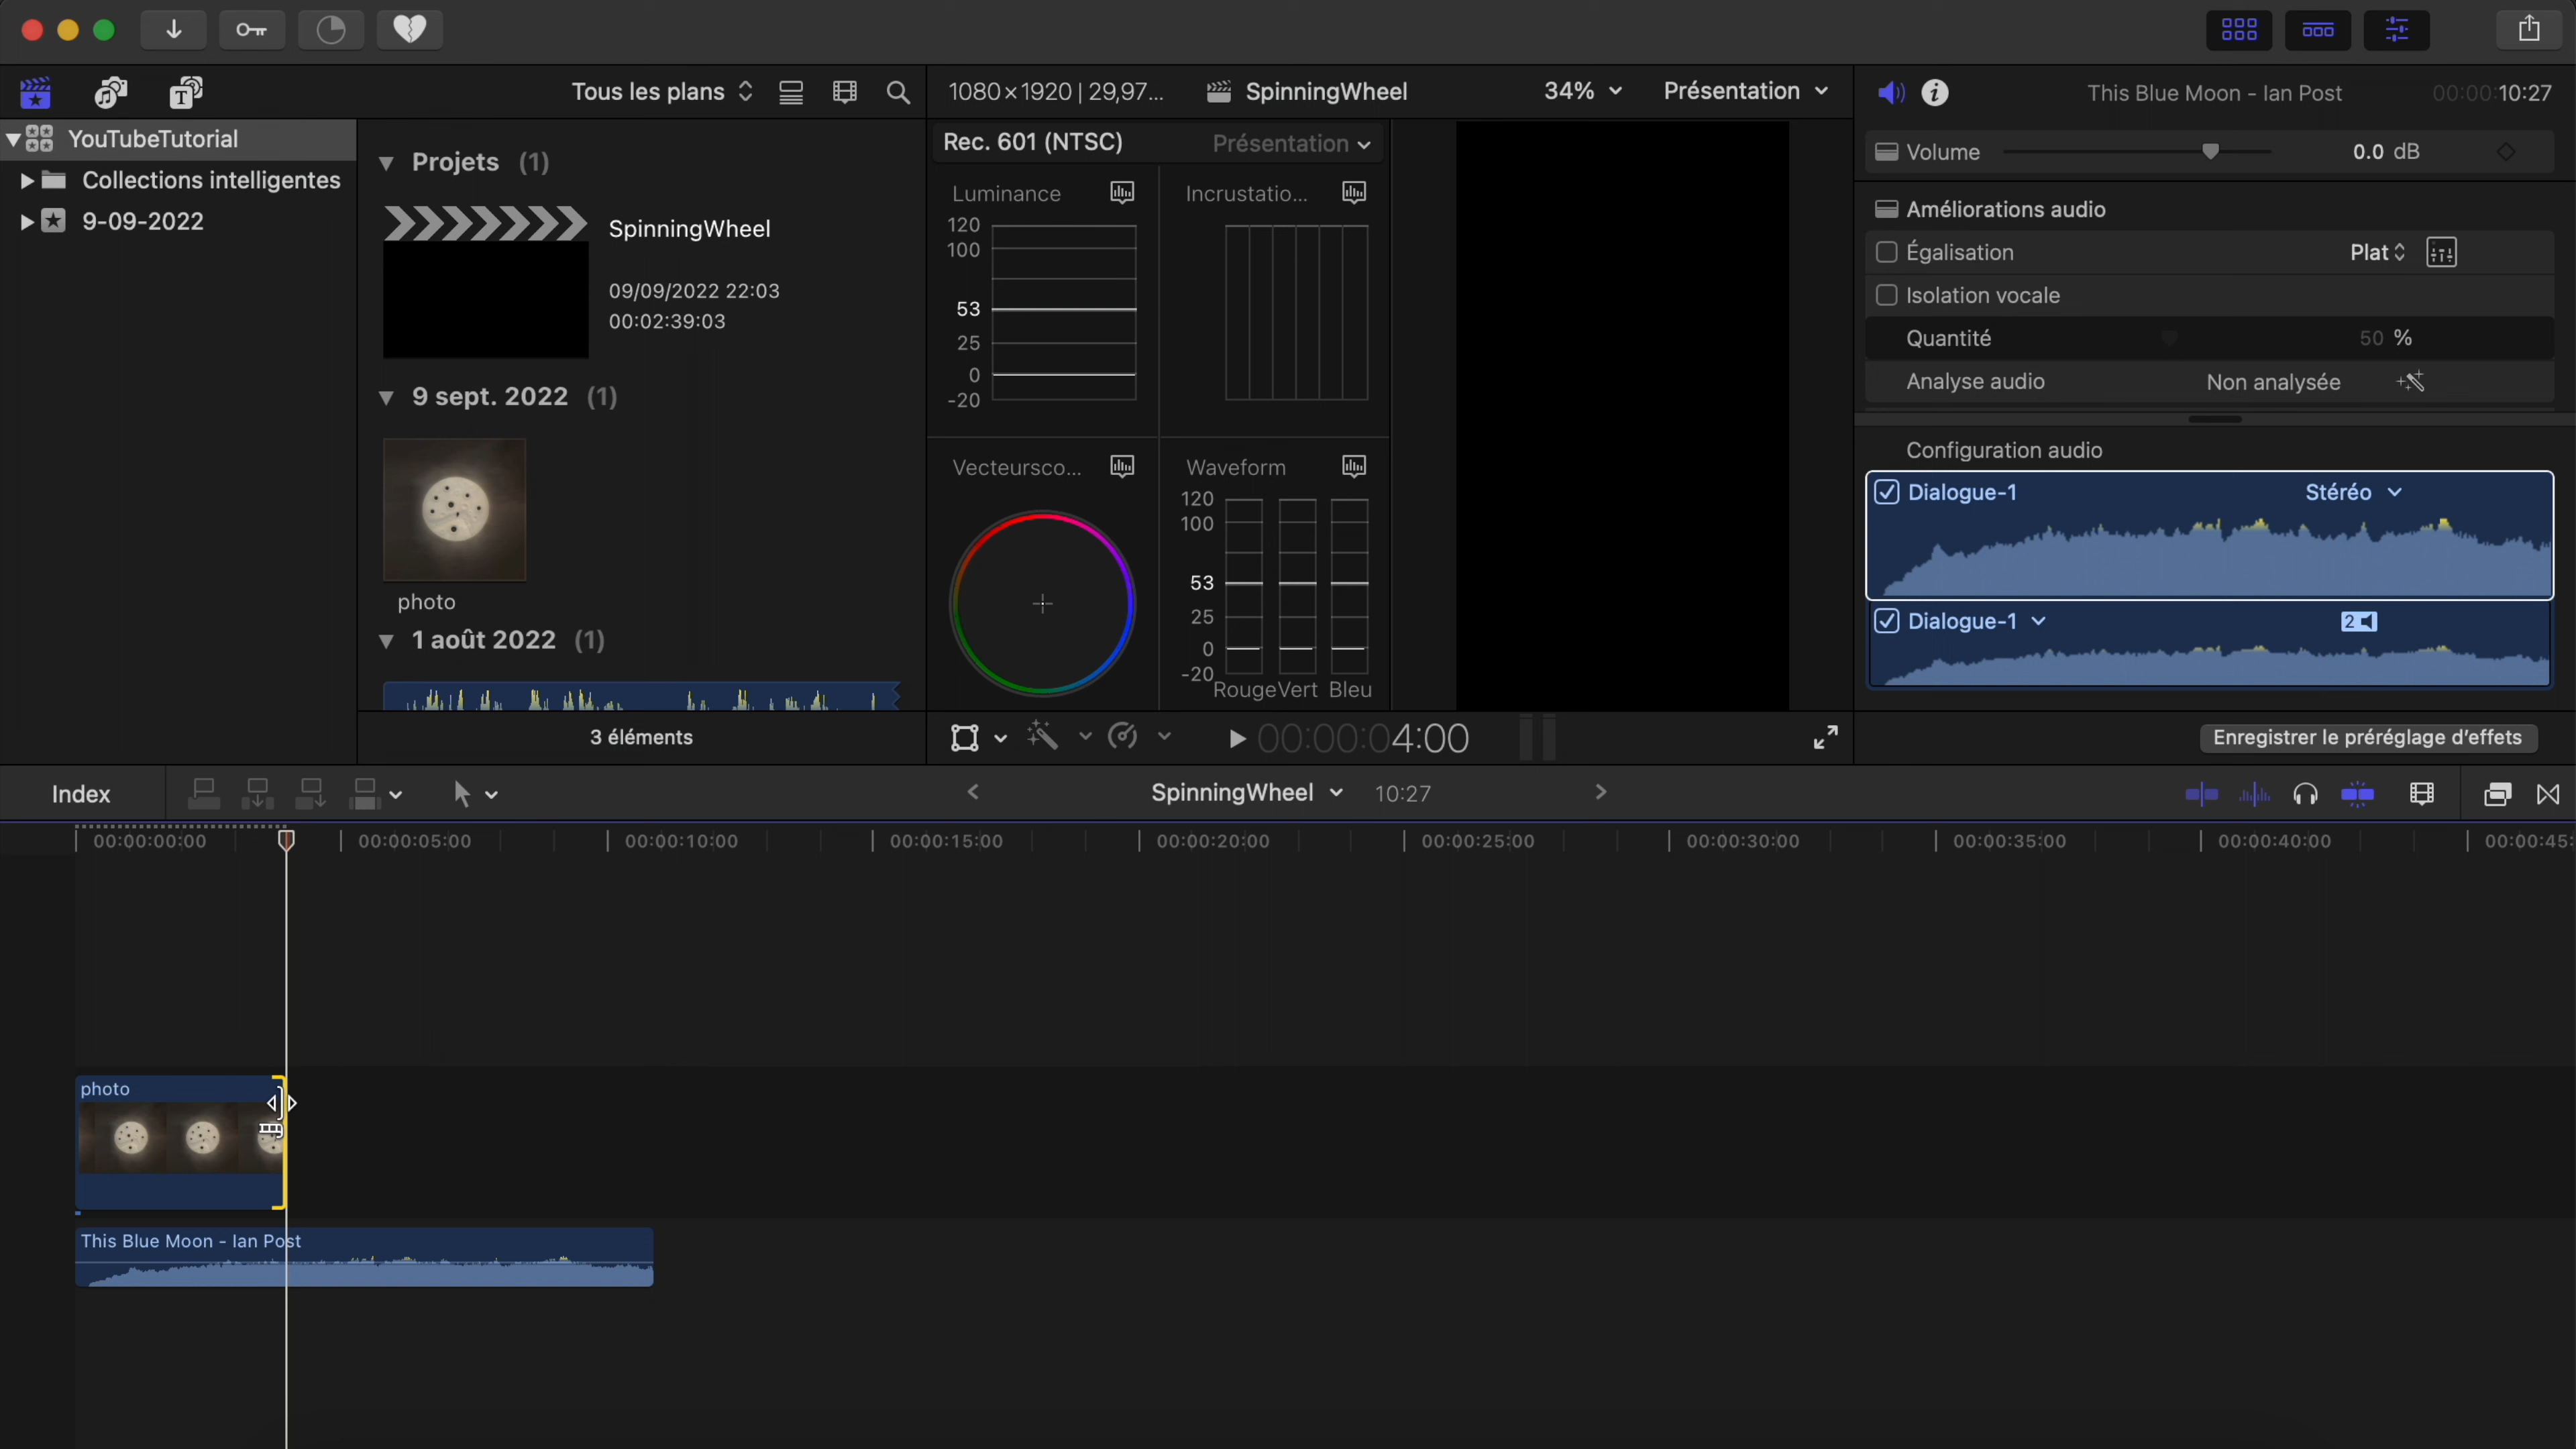 Tous les plans
1080×1920 | 29,97...
SpinningWheel
34%
Présentation
This Blue Moon - Ian Post
00:00:10:27
YouTubeTutorial
Collections intelligentes
9-09-2022
Projets (1)
SpinningWheel
09/09/2022 22:03
00:02:39:03
9 sept. 2022 (1)
photo
1 août 2022 (1)
3 éléments
Rec. 601 (NTSC)
Présentation
Luminance
120
100
53
25
0
-20
Incrustatio...
Vecteursco...
Waveform
120
100
53
25
0
-20
Rouge Vert Bleu
00:00:04:00
Volume
0.0 dB
Améliorations audio
Égalisation
Plat
Isolation vocale
Quantité
50 %
Analyse audio
Non analysée
Configuration audio
Dialogue-1
Stéréo
Dialogue-1
2
Enregistrer le préréglage d'effets
Index
SpinningWheel
10:27
00:00:00:00
00:00:05:00
00:00:10:00
00:00:15:00
00:00:20:00
00:00:25:00
00:00:30:00
00:00:35:00
00:00:40:00
00:00:45:
photo
This Blue Moon - Ian Post